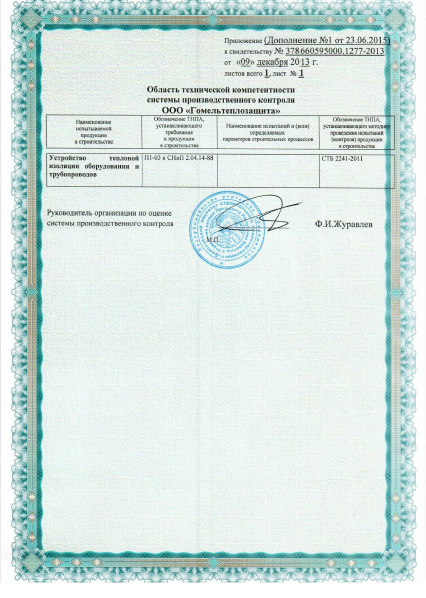 Приложение (Дополнение №1 от 23.06.2015)
к свидетельству № 378660595000.1277-2013
от «09» декабря 2013 г.
листов всего 1, лист № 1
Область технической компетентности
системы производственного контроля
ООО «Гомельтеплозащита»
Наименование
испытываемой
продукции
в строительстве
Обозначение ТНПА,
устанавливающего
требования
к продукции
в строительстве
Наименование испытаний и (или)
определяемых
параметров строительных процессов
Обозначение ТНПА,
устанавливающего методику
проведения испытаний
(контроля) продукции
в строительстве
Устройство тепловой
изоляции оборудования и
трубопроводов
П1-03 к СНиП 2.04.14-88
СТБ 2241-2011
Руководитель организации по оценке
системы производственного контроля
М.П.
Ф.И.Журавлев